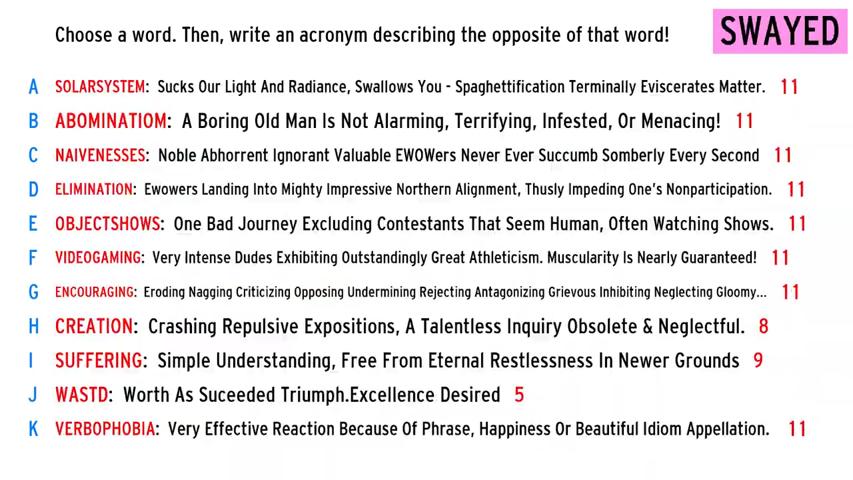 Choose a word. Then, write an acronym describing the opposite of that word!
SWAYED
A SOLARSYSTEM: Sucks Our Light And Radiance, Swallows You - Spaghettification Terminally Eviscerates Matter. 11
B ABOMINATIOM: A Boring Old Man Is Not Alarming, Terrifying, Infested, Or Menacing! 11
C NAIVENESSES: Noble Abhorrent Ignorant Valuable EWOWers Never Ever Succumb Somberly Every Second 11
D ELIMINATION: Ewowers Landing Into Mighty Impressive Northern Alignment, Thusly Impeding One's Nonparticipation. 11
E OBJECTSHOWS: One Bad Journey Excluding Contestants That Seem Human, Often Watching Shows. 11
F VIDEOGAMING: Very Intense Dudes Exhibiting Outstandingly Great Athleticism. Muscularity Is Nearly Guaranteed! 11
G ENCOURAGING: Eroding Nagging Criticizing Opposing Undermining Rejecting Antagonizing Grievous Inhibiting Neglecting Gloomy... 11
H CREATION: Crashing Repulsive Expositions, A Talentless Inquiry Obsolete & Neglectful. 8
I SUFFERING: Simple Understanding, Free From Eternal Restlessness In Newer Grounds 9
J WASTD: Worth As Suceeded Triumph.Excellence Desired 5
K VERBOPHOBIA: Very Effective Reaction Because Of Phrase, Happiness Or Beautiful Idiom Appellation. 11